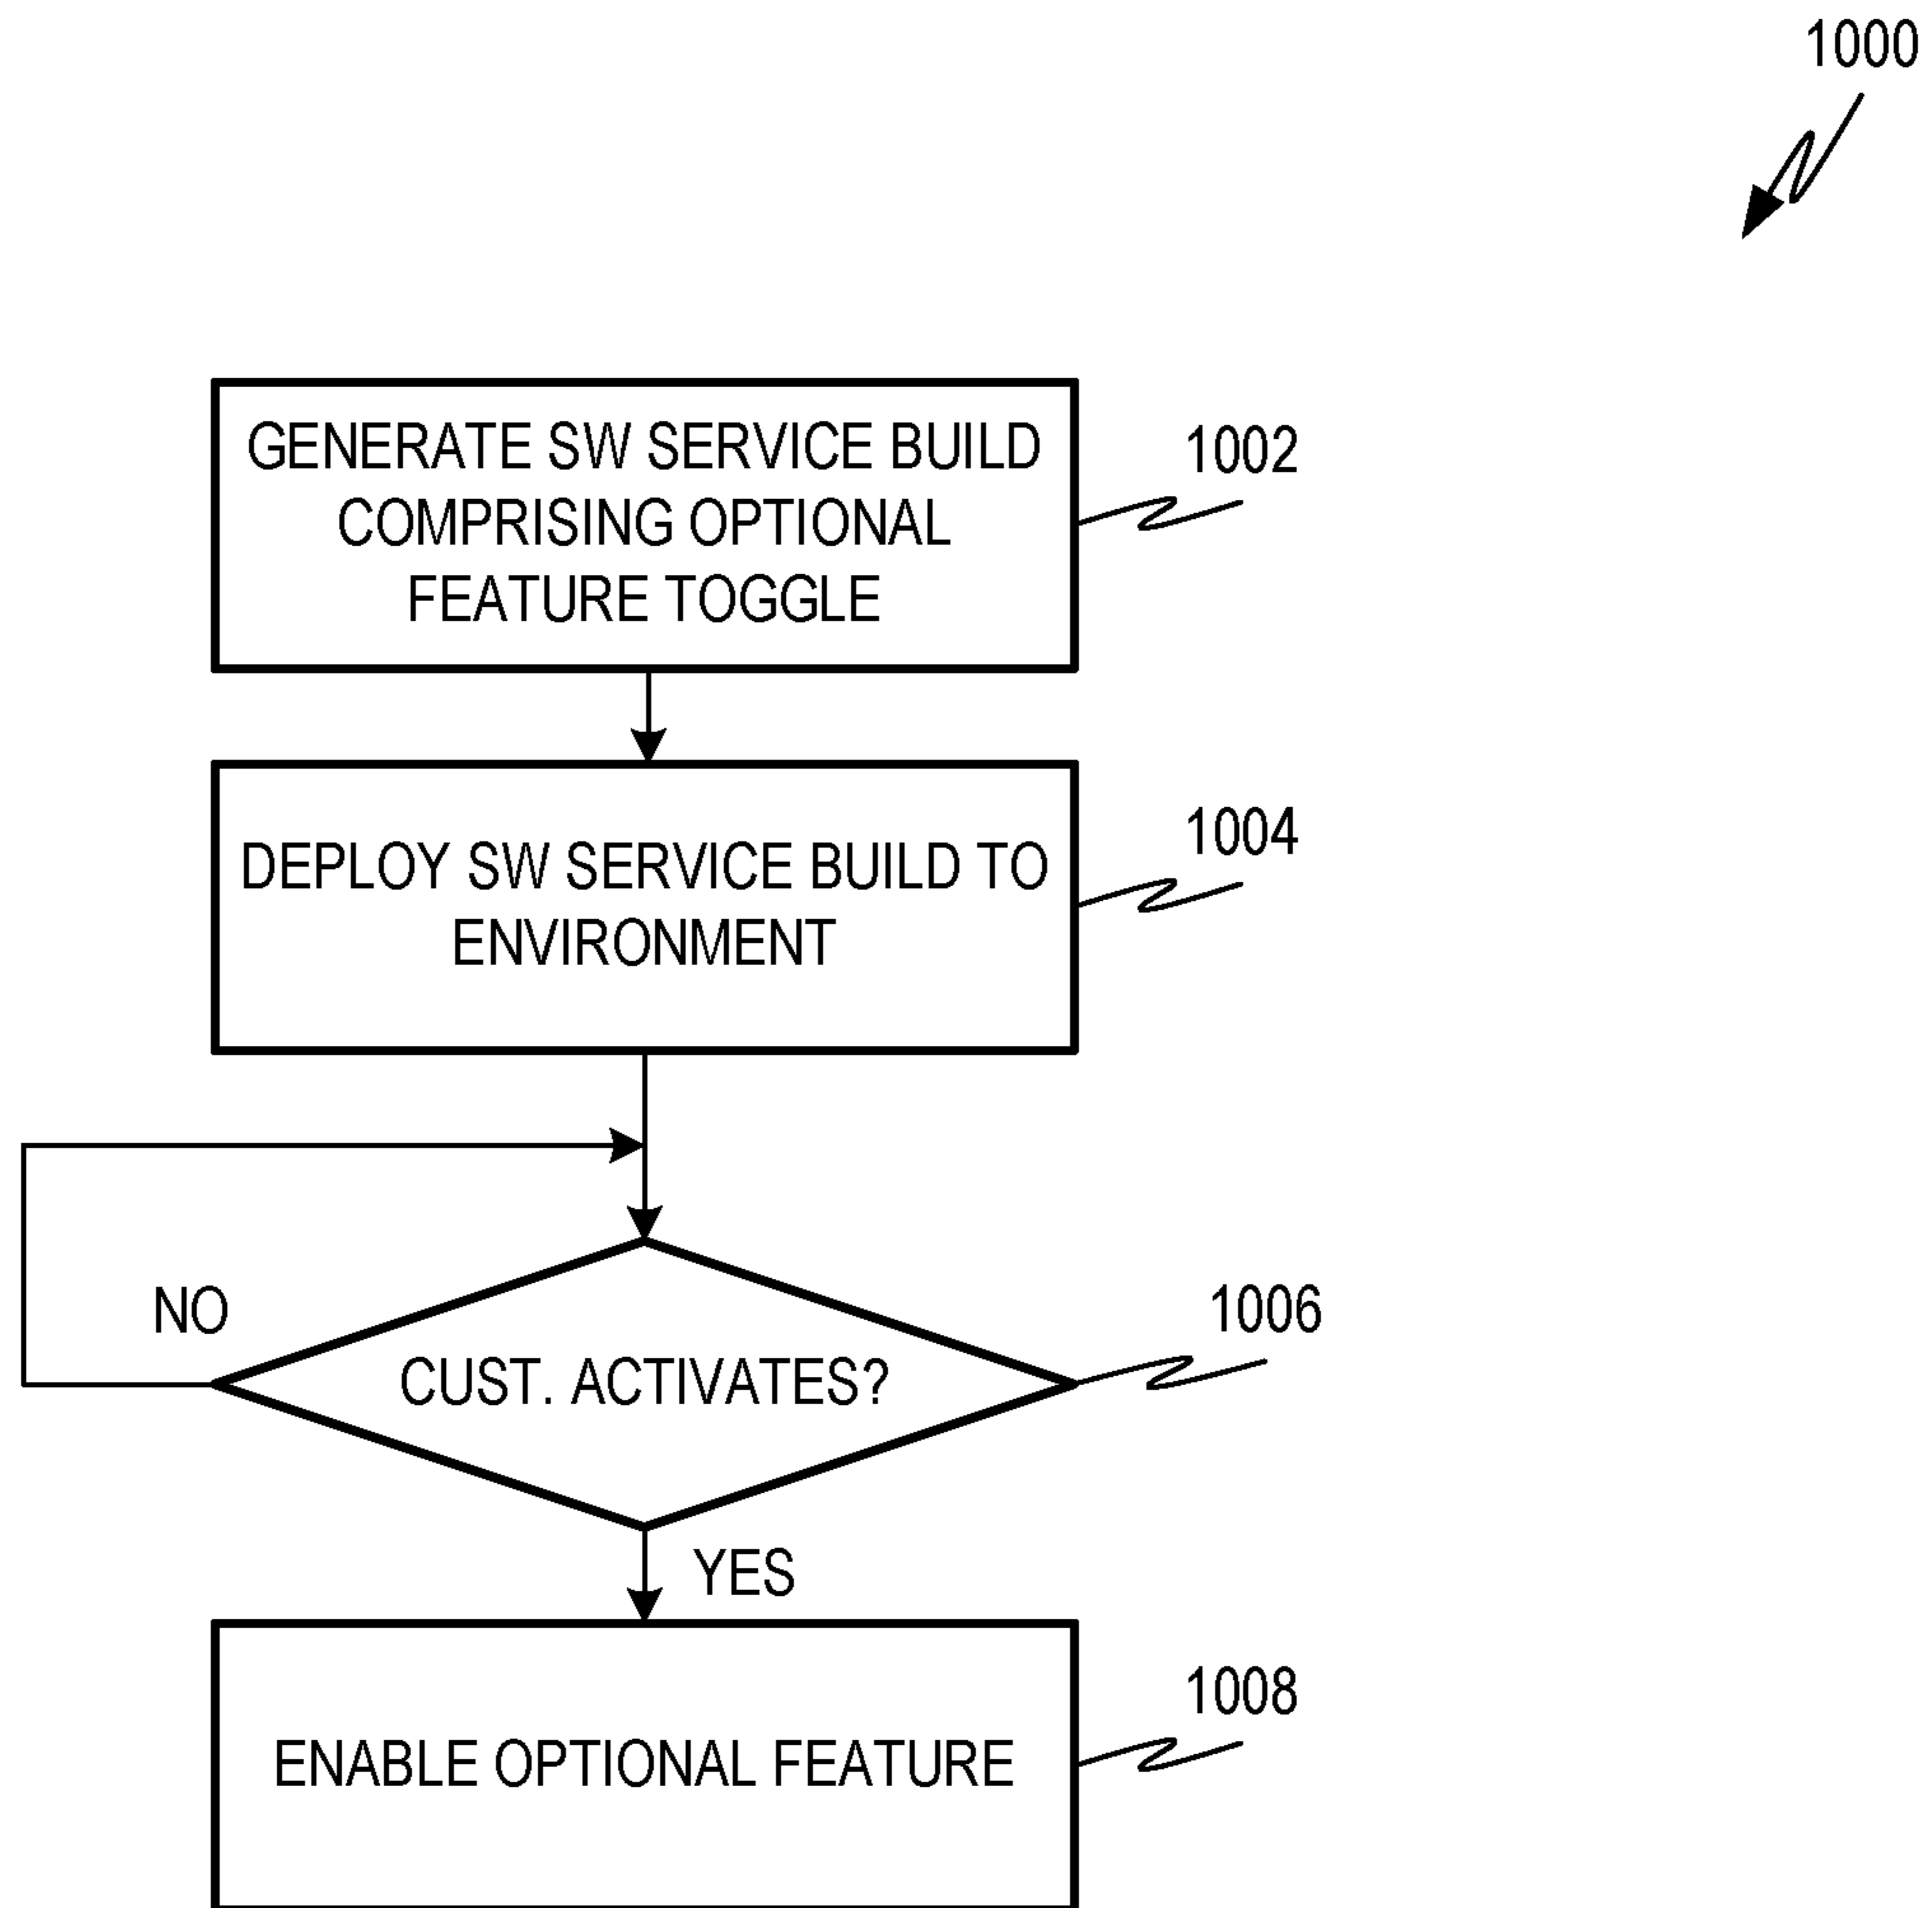 1000
GENERATE SW SERVICE BUILD
COMPRISING OPTIONAL
FEATURE TOGGLE
1002
DEPLOY SW SERVICE BUILD TO
ENVIRONMENT
1004
NO
CUST. ACTIVATES?
1006
YES
ENABLE OPTIONAL FEATURE
1008